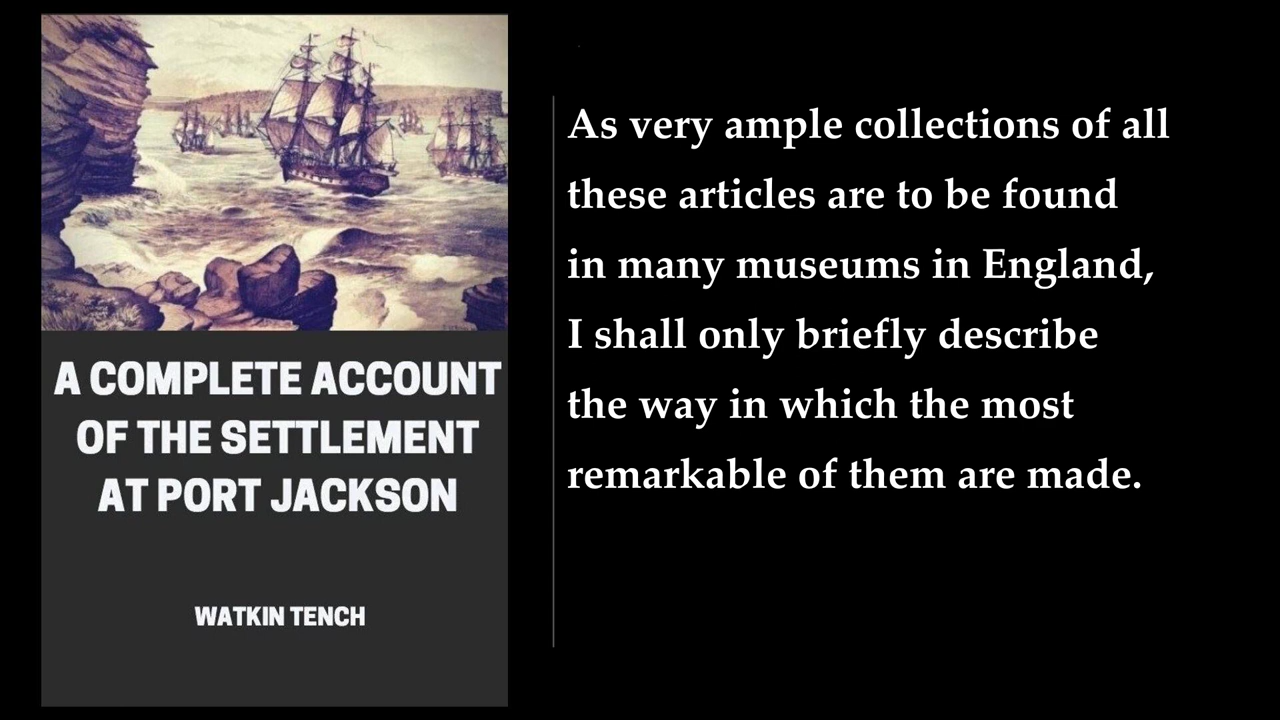 A COMPLETE ACCOUNT
OF THE SETTLEMENT
AT PORT JACKSON
WATKIN TENCH
As very ample collections of all
these articles are to be found
in many museums in England,
I shall only briefly describe
the way in which the most
remarkable of them are made.